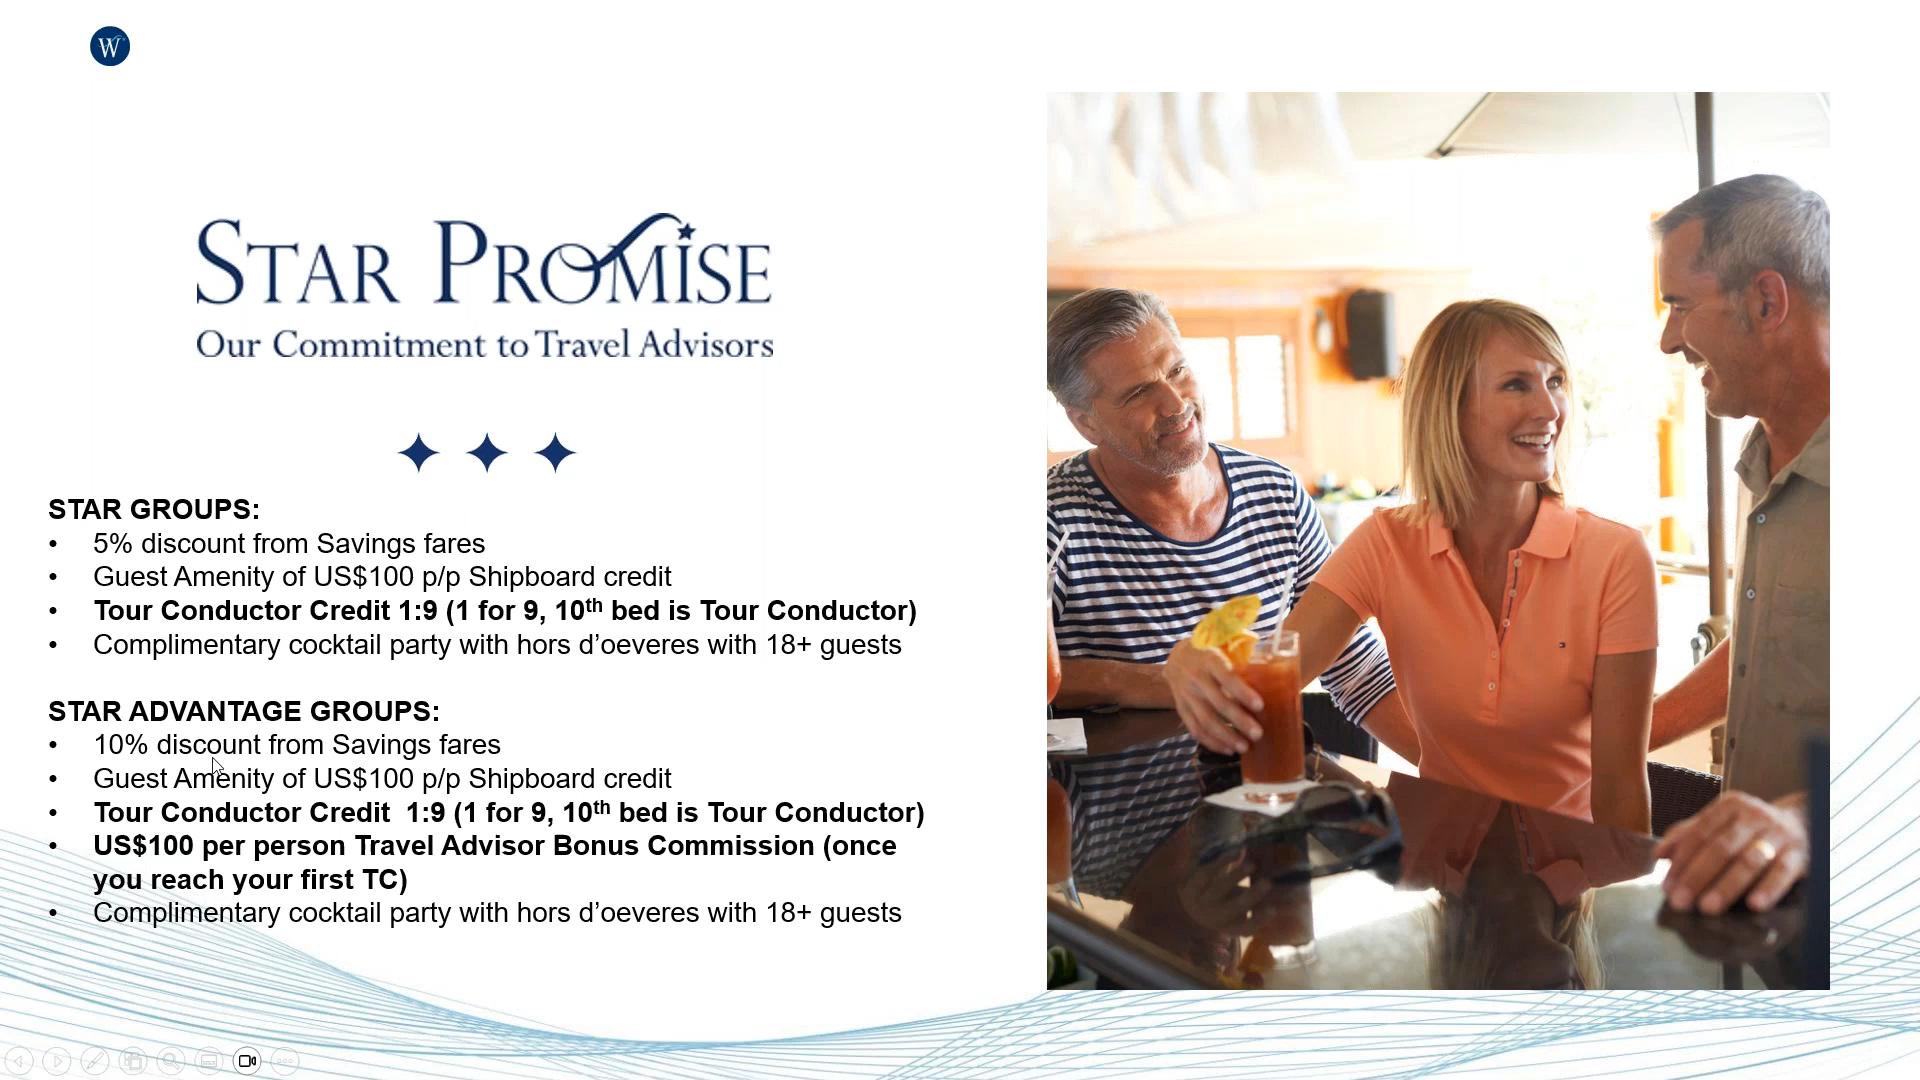 W
STAR PROMISE
Our Commitment to Travel Advisors
STAR GROUPS:
• 5% discount from Savings fares
• Guest Amenity of US$100 p/p Shipboard credit
• Tour Conductor Credit 1:9 (1 for 9, 10th bed is Tour Conductor)
• Complimentary cocktail party with hors d’oeveres with 18+ guests
STAR ADVANTAGE GROUPS:
• 10% discount from Savings fares
• Guest Amenity of US$100 p/p Shipboard credit
• Tour Conductor Credit  1:9 (1 for 9, 10th bed is Tour Conductor)
• US$100 per person Travel Advisor Bonus Commission (once
you reach your first TC)
• Complimentary cocktail party with hors d’oeveres with 18+ guests